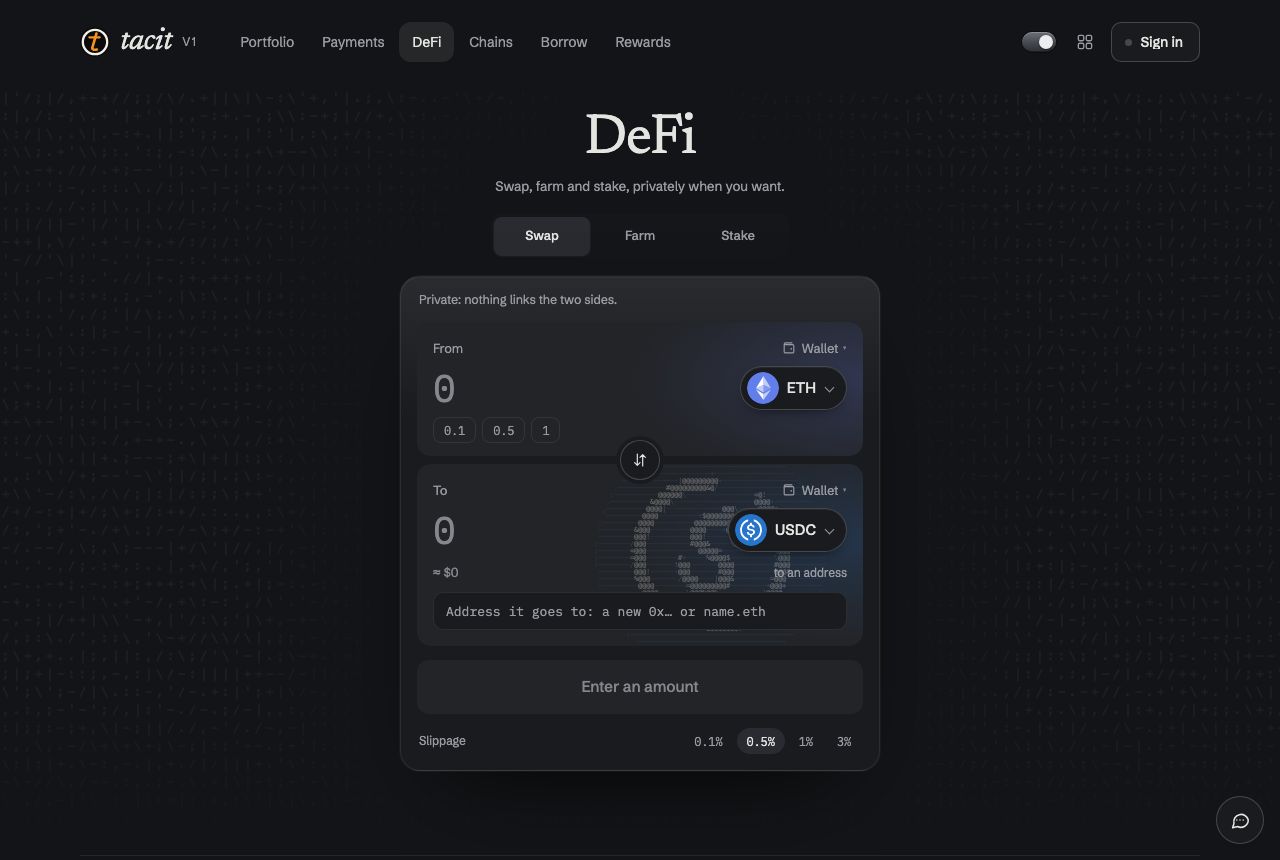 tacit V1 Portfolio Payments DeFi Chains Borrow Rewards Sign in
DeFi
Swap, farm and stake, privately when you want.
Swap Farm Stake
Private: nothing links the two sides.
From Wallet
0 ETH
0.1 0.5 1
To Wallet
0 USDC
≈ $0 to an address
Address it goes to: a new 0x… or name.eth
Enter an amount
Slippage 0.1% 0.5% 1% 3%